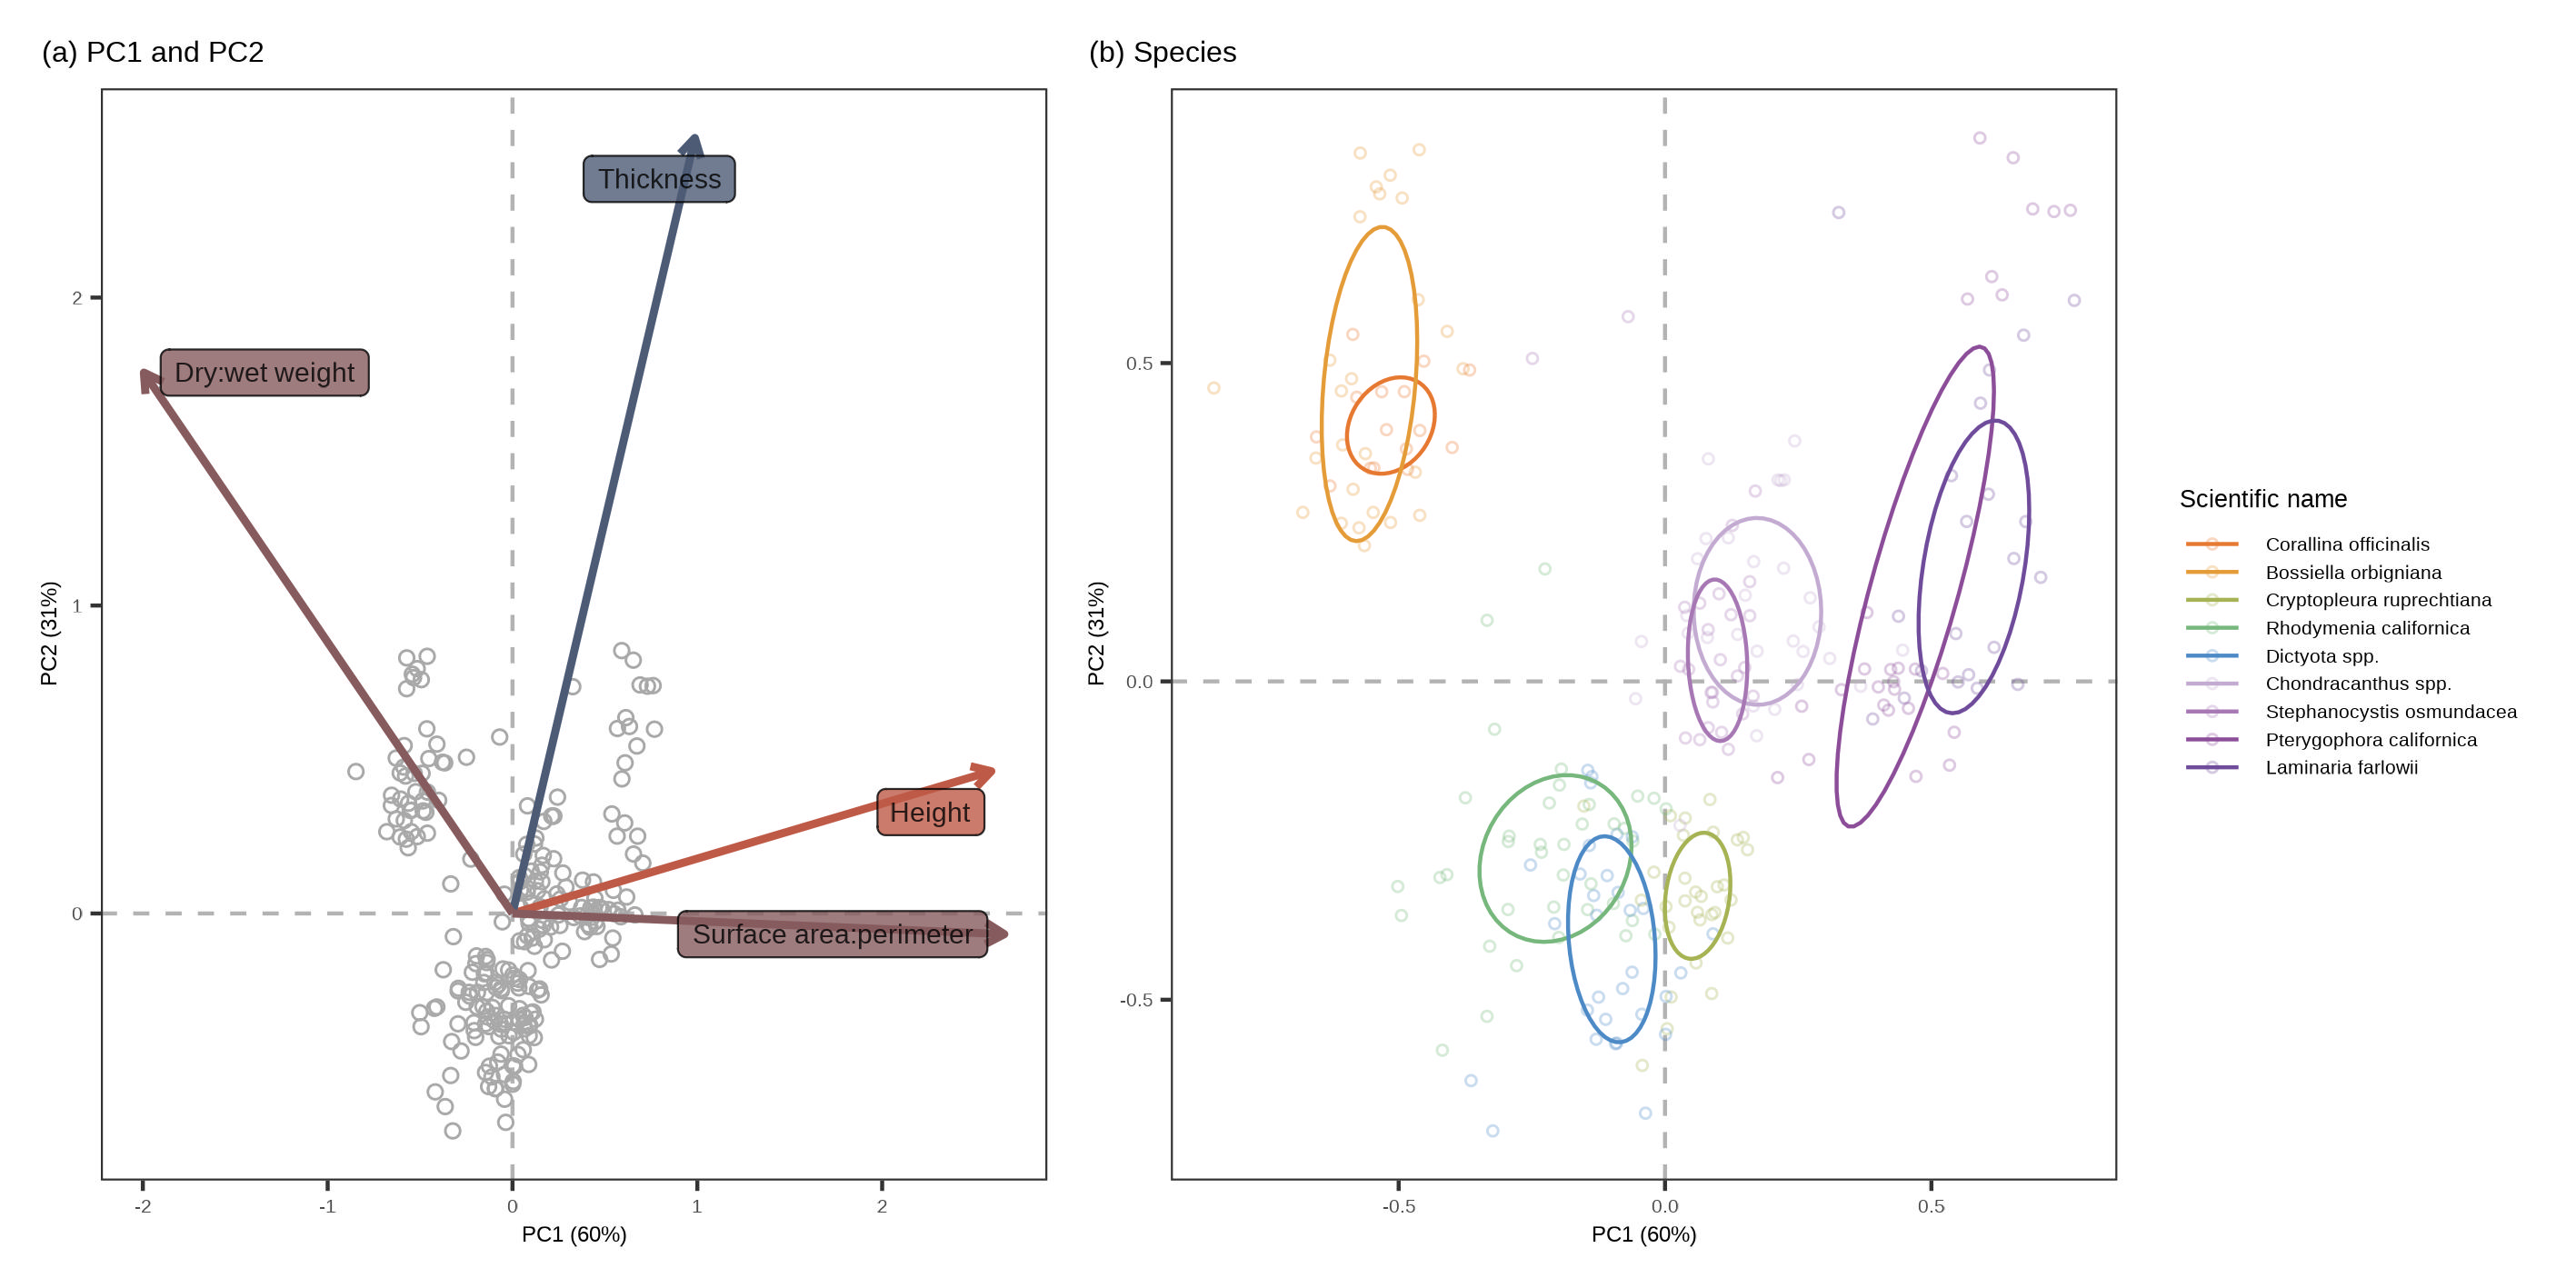 (a) PC1 and PC2
Thickness
Dry:wet weight
Height
Surface area:perimeter
2
1
0
PC2 (31%)
-2
-1
0
1
2
PC1 (60%)
(b) Species
0.5
0.0
-0.5
PC2 (31%)
-0.5
0.0
0.5
PC1 (60%)
Scientific name
Corallina officinalis
Bossiella orbigniana
Cryptopleura ruprechtiana
Rhodymenia californica
Dictyota spp.
Chondracanthus spp.
Stephanocystis osmundacea
Pterygophora californica
Laminaria farlowii